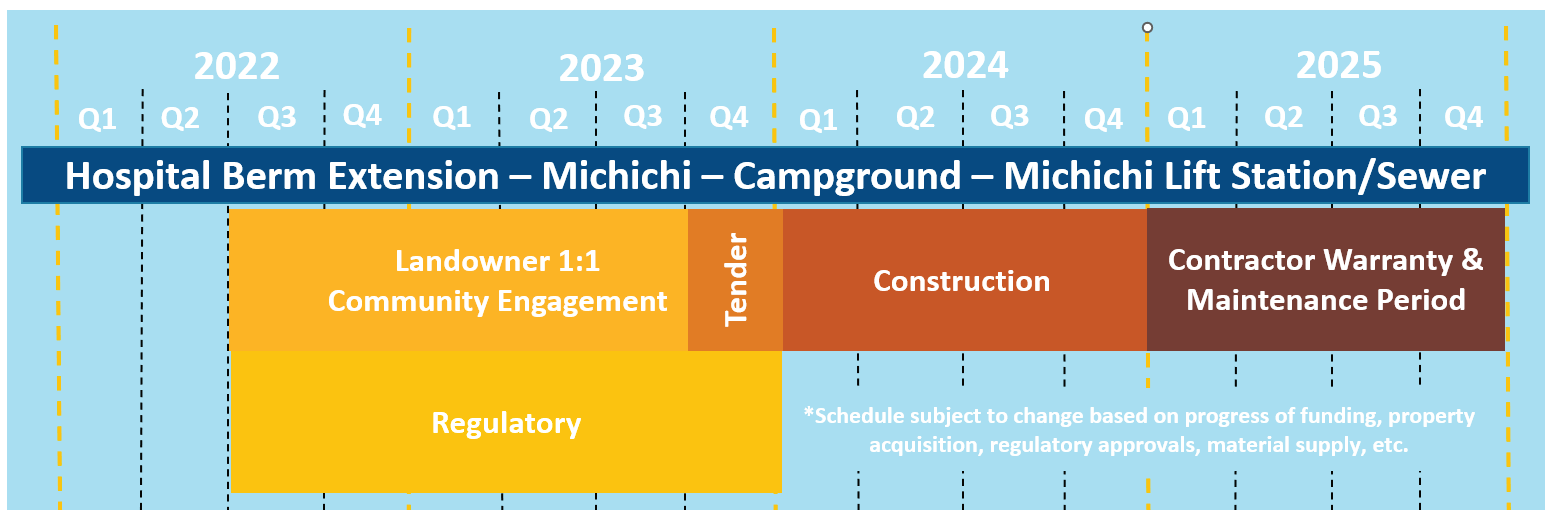 2022 2023 2024 2025
Q1 Q2 Q3 Q4 Q1 Q2 Q3 Q4 Q1 Q2 Q3 Q4 Q1 Q2 Q3 Q4
Hospital Berm Extension – Michichi – Campground – Michichi Lift Station/Sewer
Landowner 1:1
Community Engagement
Tender
Construction
Contractor Warranty &
Maintenance Period
Regulatory
*Schedule subject to change based on progress of funding, property
acquisition, regulatory approvals, material supply, etc.